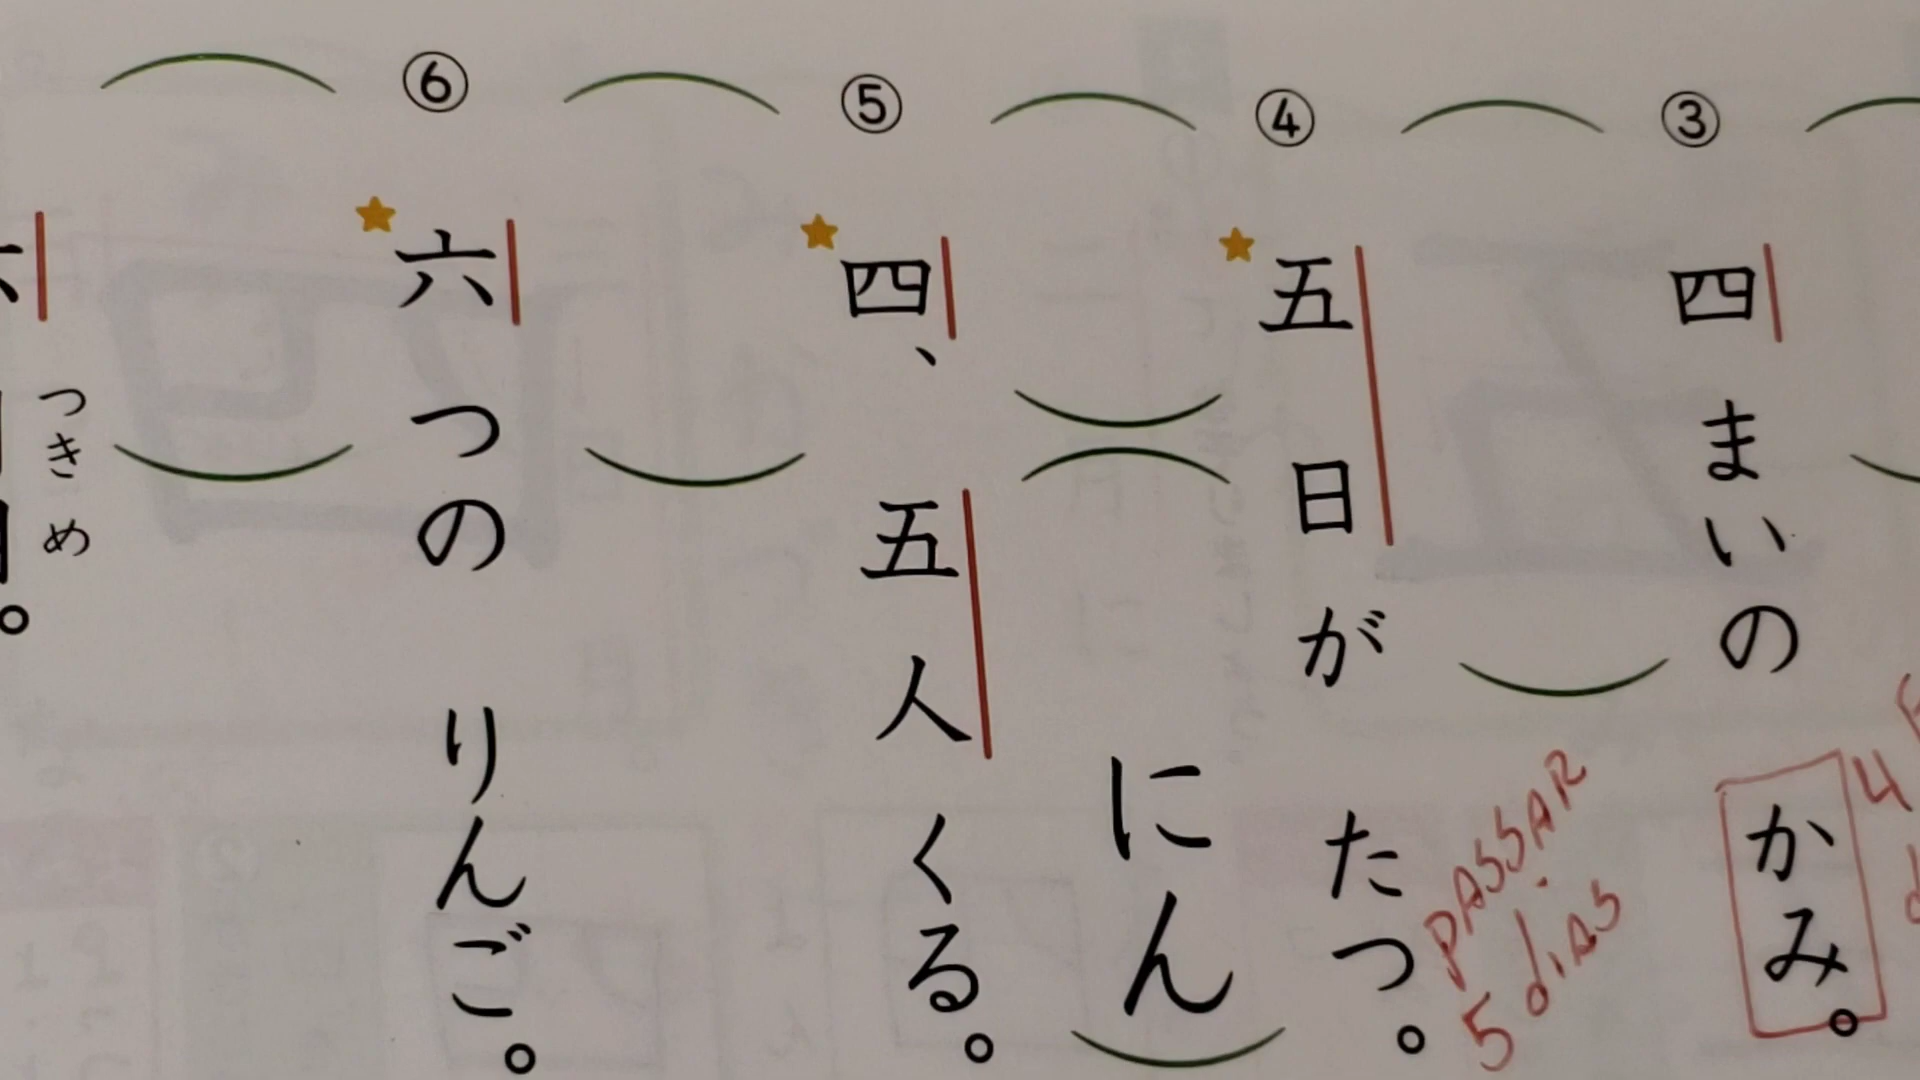 ③
四まいの かみ。
④
五日が たつ。
PASSAR
5 dias
⑤
四、五人 くる。
にん
⑥
六つの りんご。
つきめ